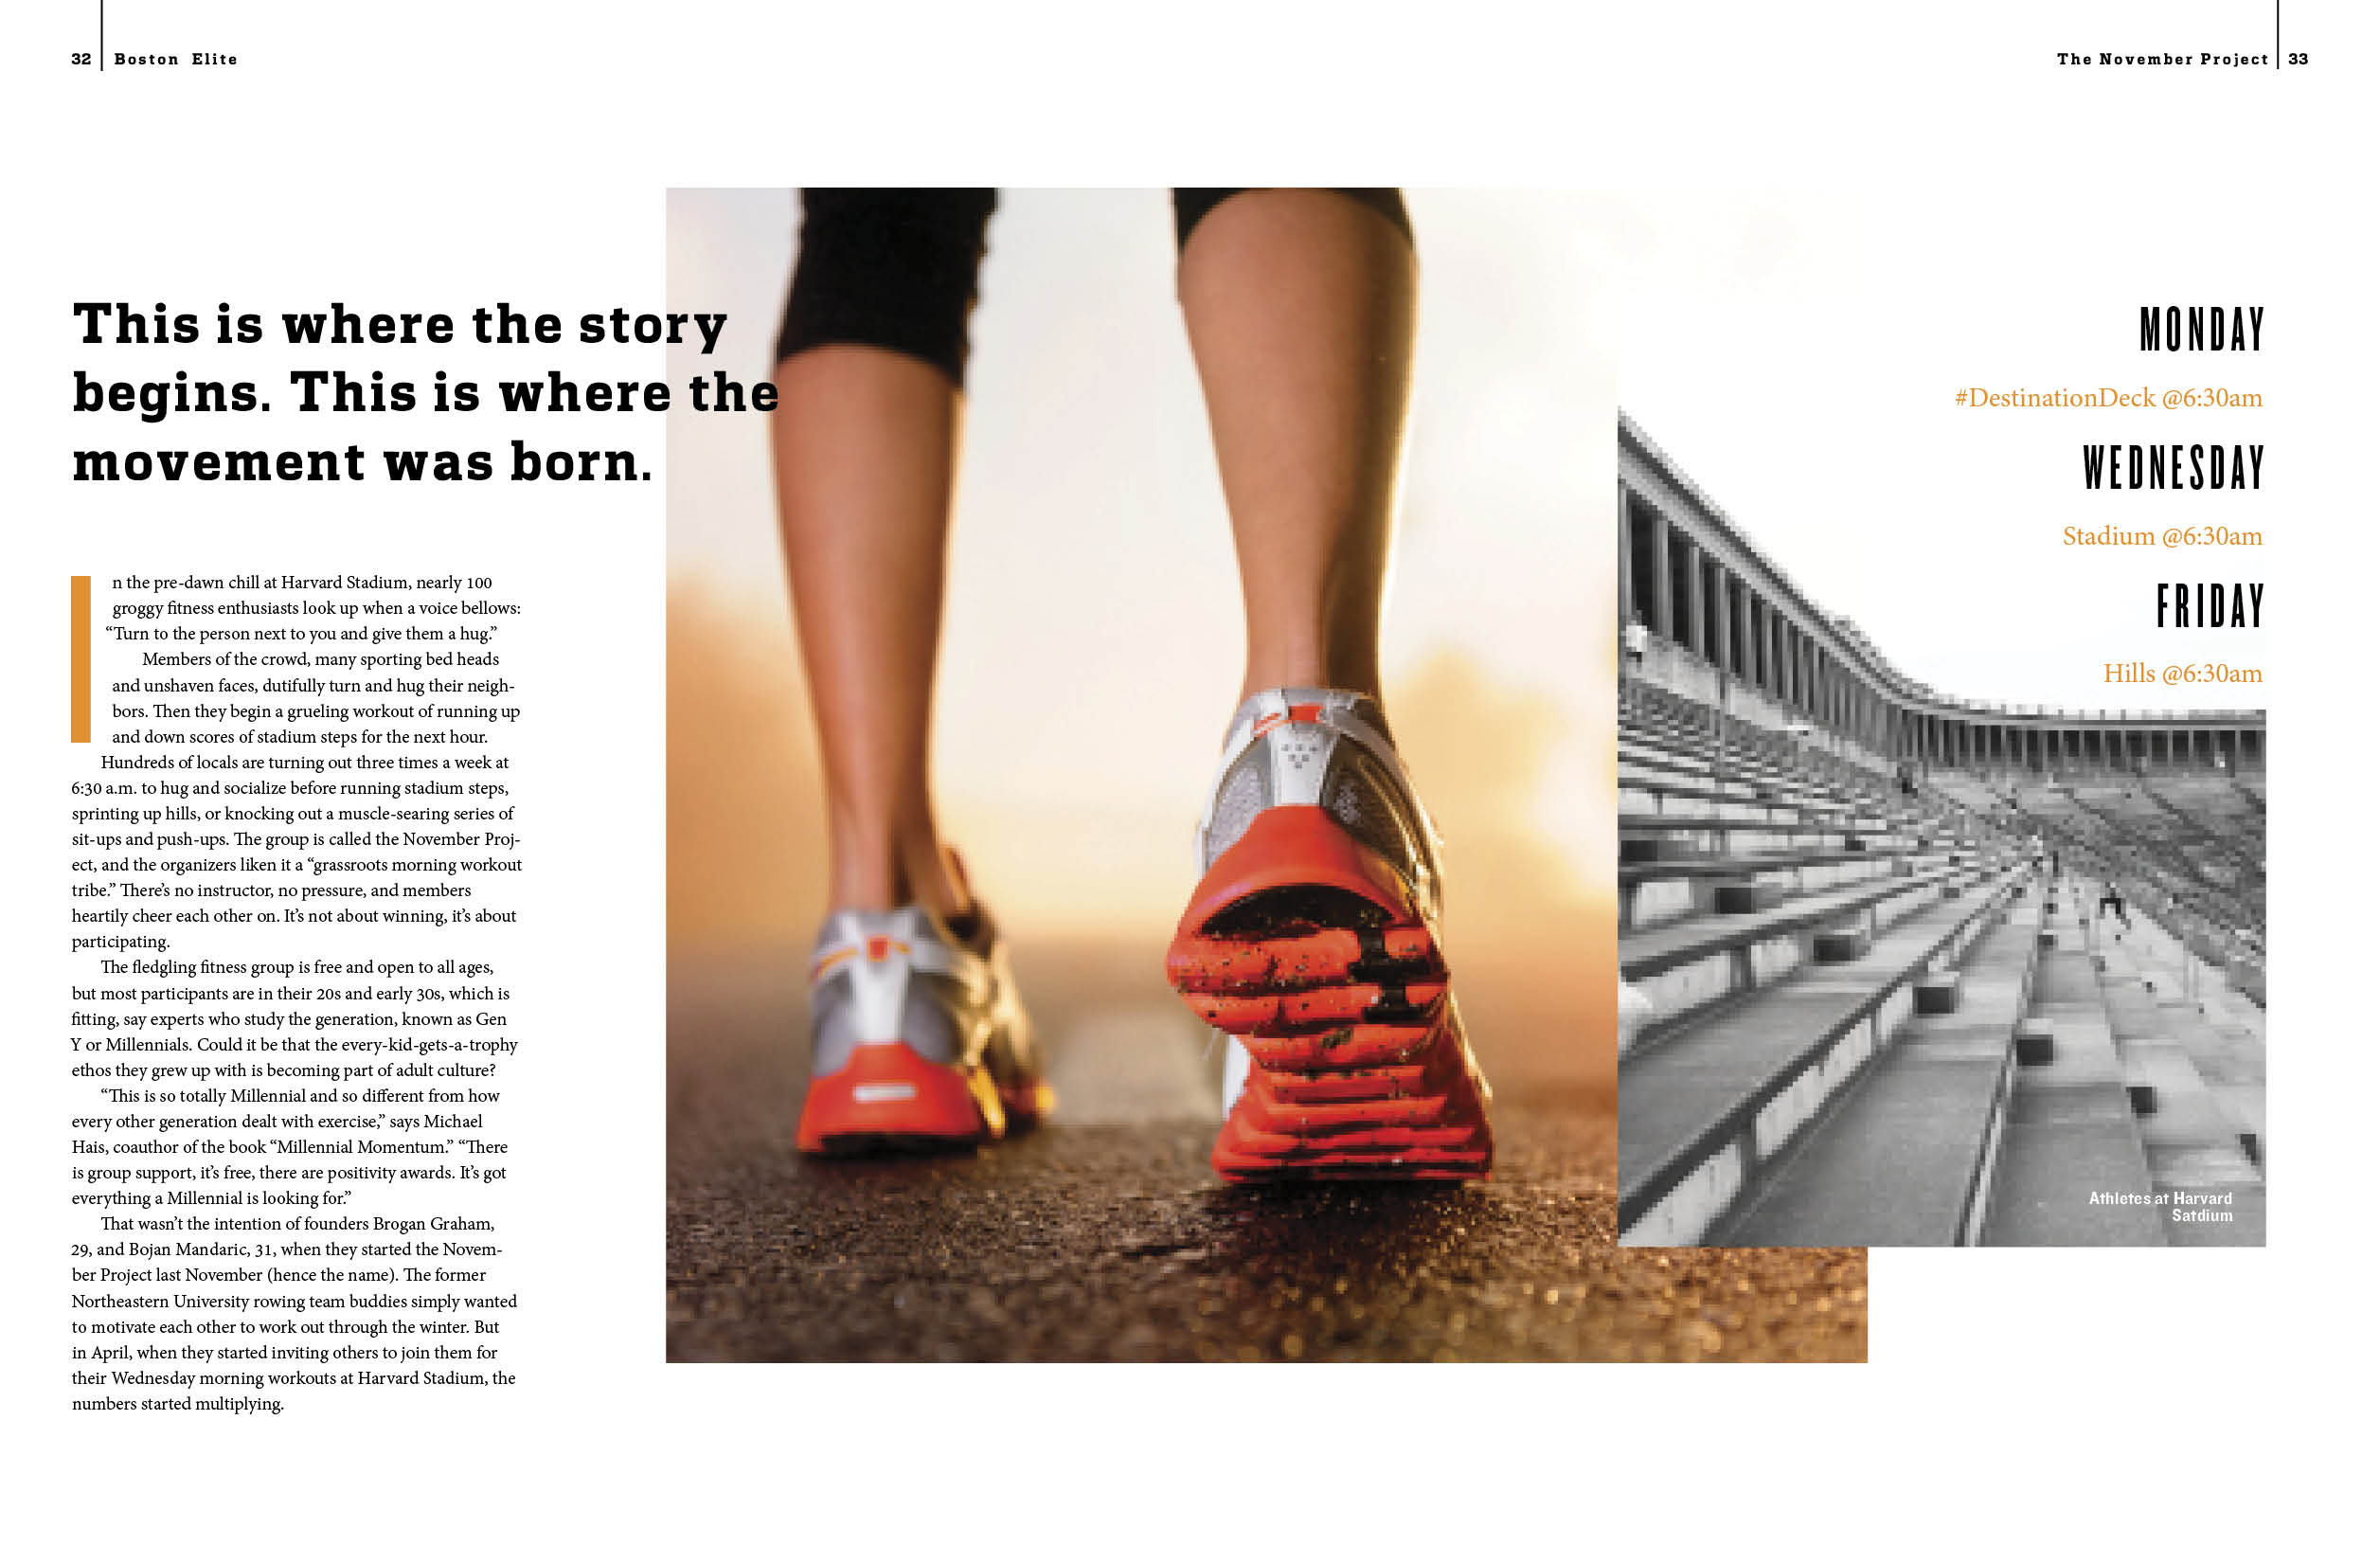 32 Boston Elite
The November Project 33
This is where the story
begins. This is where the
movement was born.
In the pre-dawn chill at Harvard Stadium, nearly 100
groggy fitness enthusiasts look up when a voice bellows:
“Turn to the person next to you and give them a hug.”
Members of the crowd, many sporting bed heads
and unshaven faces, dutifully turn and hug their neigh-
bors. Then they begin a grueling workout of running up
and down scores of stadium steps for the next hour.
Hundreds of locals are turning out three times a week at
6:30 a.m. to hug and socialize before running stadium steps,
sprinting up hills, or knocking out a muscle-searing series of
sit-ups and push-ups. The group is called the November Proj-
ect, and the organizers liken it a “grassroots morning workout
tribe.” There’s no instructor, no pressure, and members
heartily cheer each other on. It’s not about winning, it’s about
participating.
The fledgling fitness group is free and open to all ages,
but most participants are in their 20s and early 30s, which is
fitting, say experts who study the generation, known as Gen
Y or Millennials. Could it be that the every-kid-gets-a-trophy
ethos they grew up with is becoming part of adult culture?
“This is so totally Millennial and so different from how
every other generation dealt with exercise,” says Michael
Hais, coauthor of the book “Millennial Momentum.” “There
is group support, it’s free, there are positivity awards. It’s got
everything a Millennial is looking for.”
That wasn’t the intention of founders Brogan Graham,
29, and Bojan Mandaric, 31, when they started the Novem-
ber Project last November (hence the name). The former
Northeastern University rowing team buddies simply wanted
to motivate each other to work out through the winter. But
in April, when they started inviting others to join them for
their Wednesday morning workouts at Harvard Stadium, the
numbers started multiplying.
MONDAY
#DestinationDeck @6:30am
WEDNESDAY
Stadium @6:30am
FRIDAY
Hills @6:30am
Athletes at Harvard
Satdium